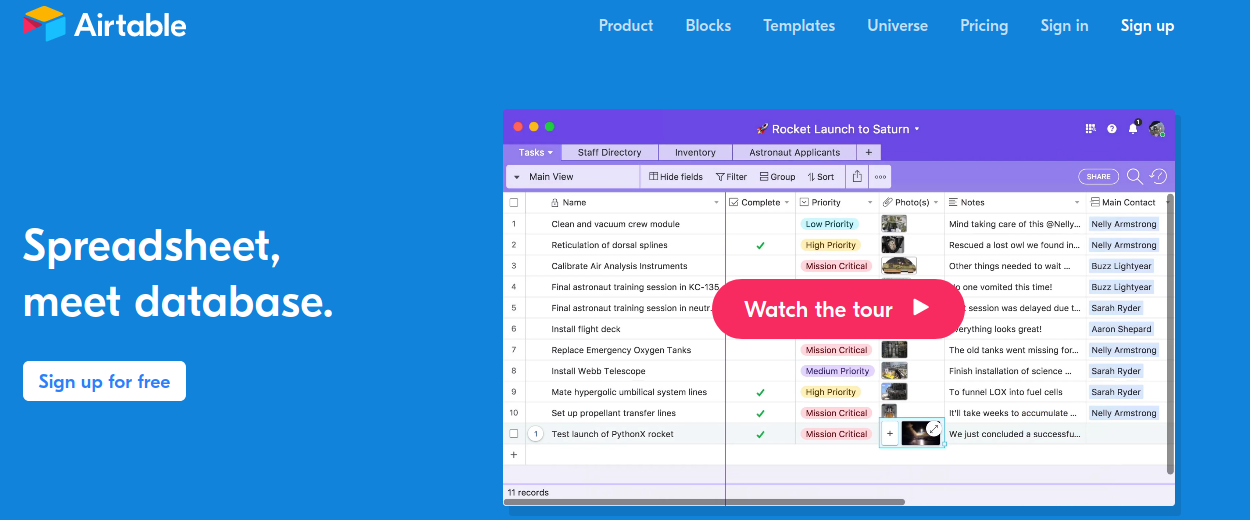 Airtable
Product Blocks Templates Universe Pricing Sign in Sign up
Spreadsheet,
meet database.
Sign up for free
🚀 Rocket Launch to Saturn
1
Tasks Staff Directory Inventory Astronaut Applicants +
Main View Hide fields Filter Group Sort SHARE
Name Complete Priority Photo(s) Notes Main Contact
1 Clean and vacuum crew module Low Priority Mind taking care of this @Nelly... Nelly Armstrong
2 Reticulation of dorsal splines High Priority Rescued a lost owl we found in... Nelly Armstrong
3 Calibrate Air Analysis Instruments Mission Critical Other things needed to wait ... Buzz Lightyear
4 Final astronaut training session in KC-135 one vomited this time! Buzz Lightyear
5 Final astronaut training session in neutr. session was delayed due t... Sarah Ryder
6 Install flight deck everything looks great! Aaron Shepard
Watch the tour
7 Replace Emergency Oxygen Tanks Mission Critical The old tanks went missing for... Nelly Armstrong
8 Install Webb Telescope Medium Priority Finish installation of science ... Sarah Ryder
9 Mate hypergolic umbilical system lines High Priority To funnel LOX into fuel cells Sarah Ryder
10 Set up propellant transfer lines Mission Critical It'll take weeks to accumulate ... Nelly Armstrong
1 Test launch of PythonX rocket Mission Critical + We just concluded a successfu...
+
11 records